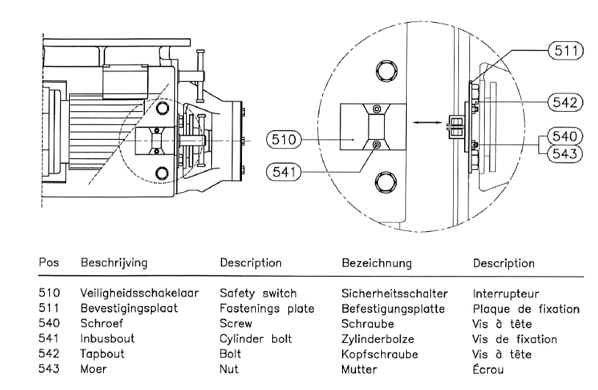 511
542
510
540
541
543
Pos Beschrijving Description Bezeichnung Description
510 Veiligheidsschakelaar Safety switch Sicherheitsschalter Interrupteur
511 Bevestigingsplaat Fastenings plate Befestigungsplatte Plaque de fixation
540 Schroef Screw Schraube Vis à tête
541 Inbusbout Cylinder bolt Zylinderbolze Vis de fixation
542 Tapbout Bolt Kopfschraube Vis à tête
543 Moer Nut Mutter Écrou